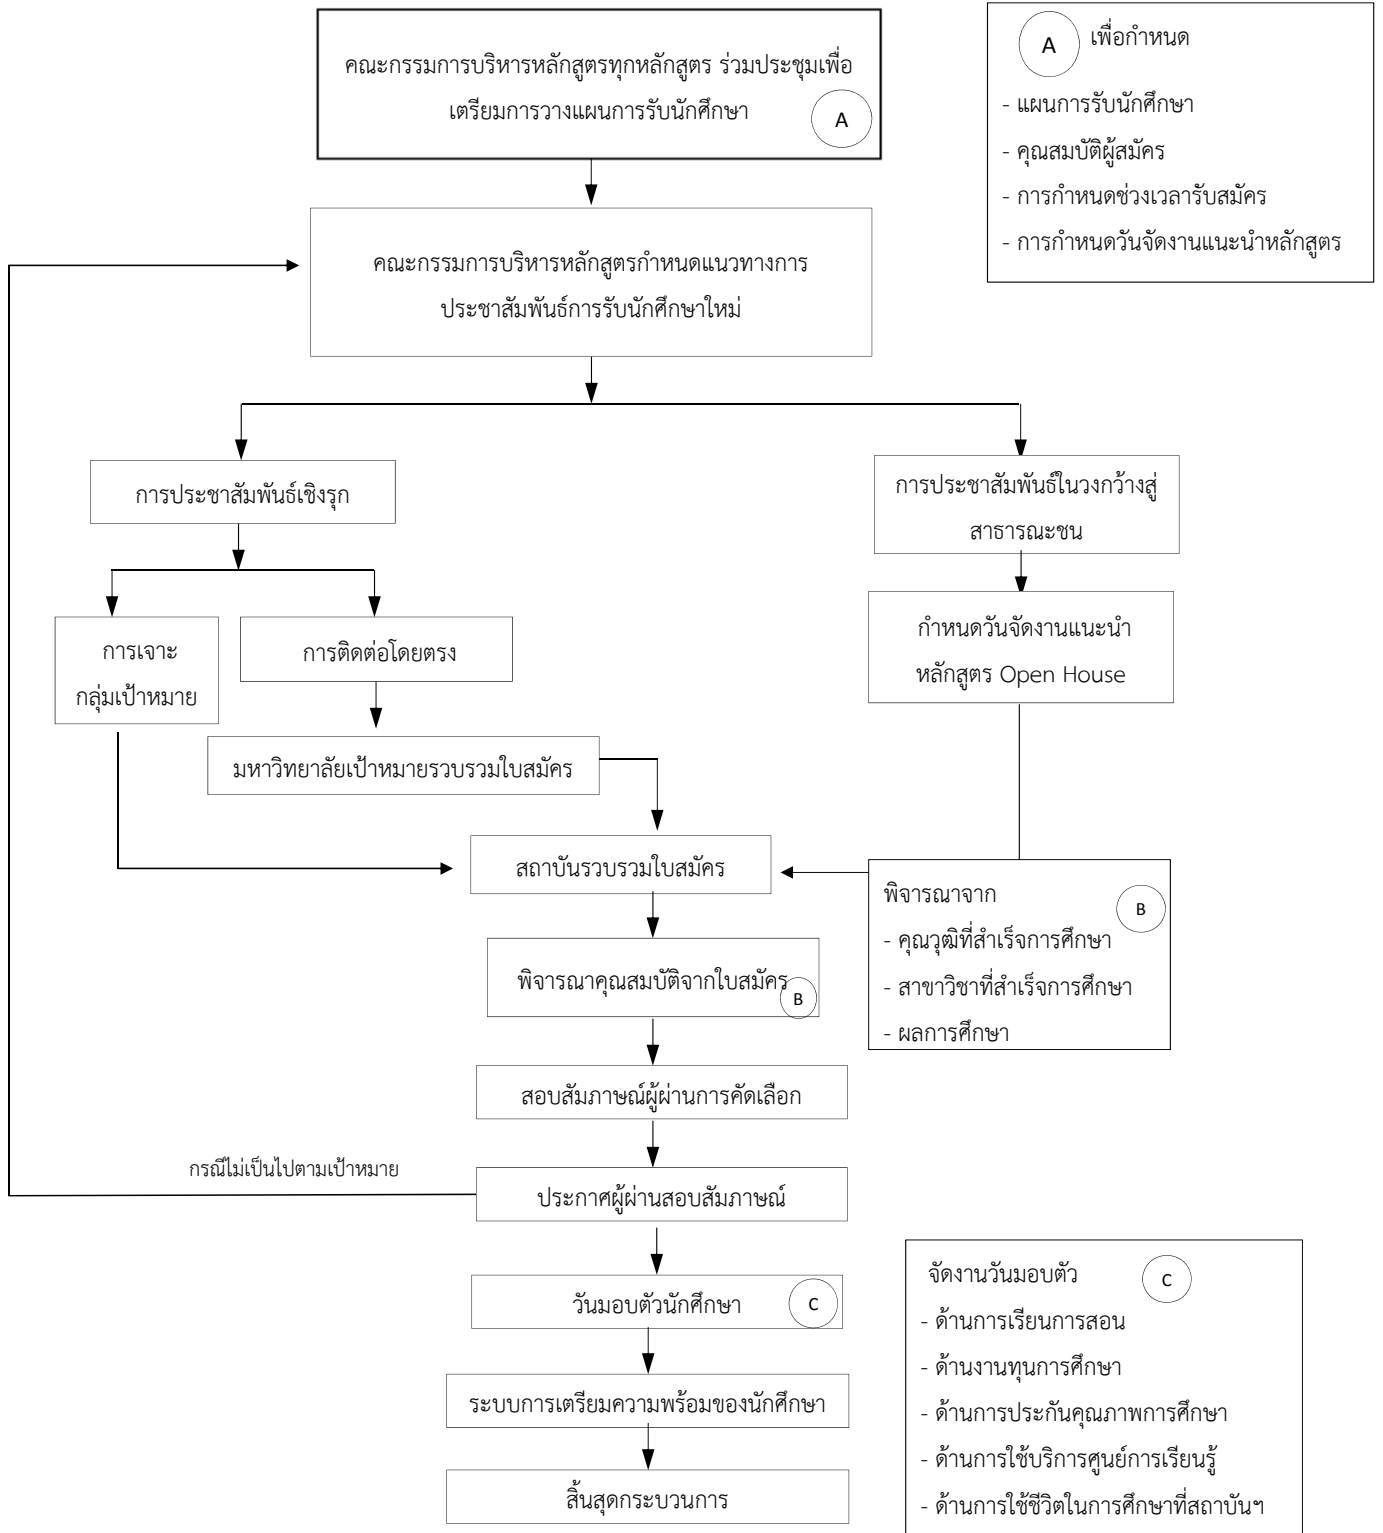 คณะกรรมการบริหารหลักสูตรทุกหลักสูตร ร่วมประชุมเพื่อ
เตรียมการวางแผนการรับนักศึกษา
A
A เพื่อกำหนด
- แผนการรับนักศึกษา
- คุณสมบัติผู้สมัคร
- การกำหนดช่วงเวลารับสมัคร
- การกำหนดวันจัดงานแนะนำหลักสูตร
คณะกรรมการบริหารหลักสูตรกำหนดแนวทางการ
ประชาสัมพันธ์การรับนักศึกษาใหม่
การประชาสัมพันธ์เชิงรุก
การประชาสัมพันธ์ในวงกว้างสู่
สาธารณะชน
การเจาะ
กลุ่มเป้าหมาย
การติดต่อโดยตรง
กำหนดวันจัดงานแนะนำ
หลักสูตร Open House
มหาวิทยาลัยเป้าหมายรวบรวมใบสมัคร
สถาบันรวบรวมใบสมัคร
พิจารณาจาก
B
- คุณวุฒิที่สำเร็จการศึกษา
- สาขาวิชาที่สำเร็จการศึกษา
- ผลการศึกษา
พิจารณาคุณสมบัติจากใบสมัคร
B
สอบสัมภาษณ์ผู้ผ่านการคัดเลือก
กรณีไม่เป็นไปตามเป้าหมาย
ประกาศผู้ผ่านสอบสัมภาษณ์
วันมอบตัวนักศึกษา
C
ระบบการเตรียมความพร้อมของนักศึกษา
สิ้นสุดกระบวนการ
จัดงานวันมอบตัว
C
- ด้านการเรียนการสอน
- ด้านงานทุนการศึกษา
- ด้านการประกันคุณภาพการศึกษา
- ด้านการใช้บริการศูนย์การเรียนรู้
- ด้านการใช้ชีวิตในการศึกษาที่สถาบันฯ